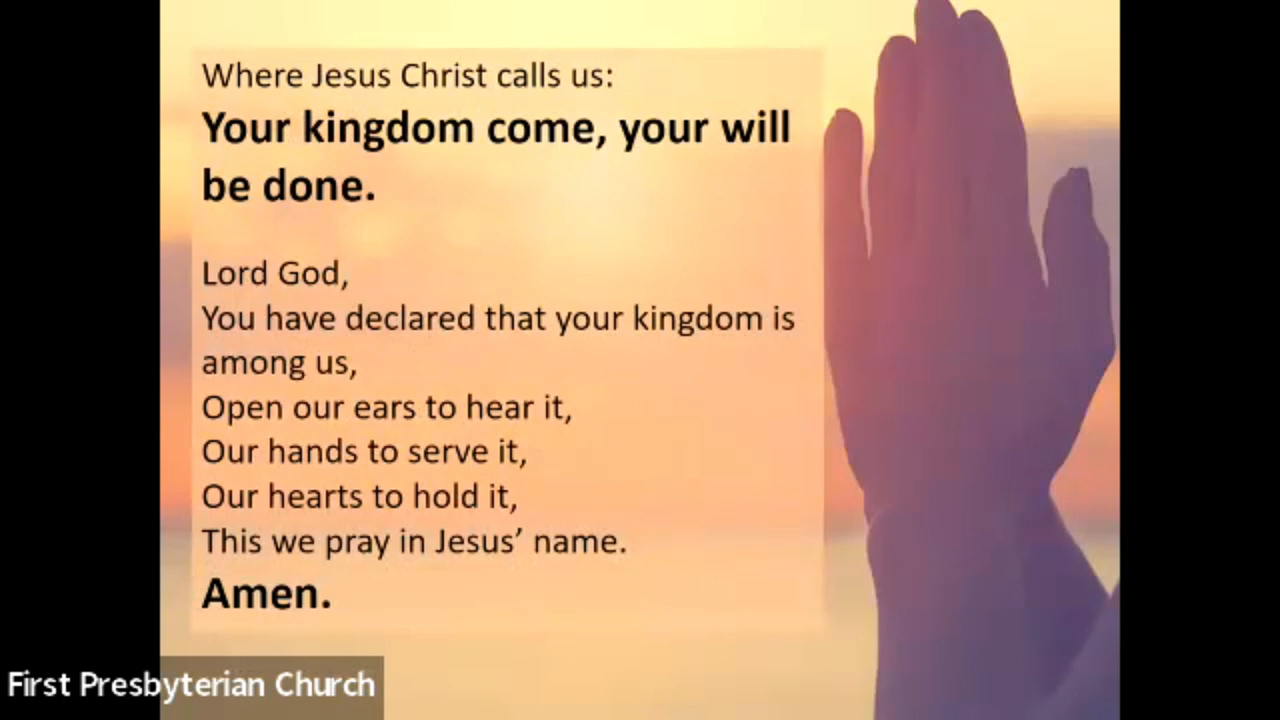 Where Jesus Christ calls us:
Your kingdom come, your will
be done.
Lord God,
You have declared that your kingdom is
among us,
Open our ears to hear it,
Our hands to serve it,
Our hearts to hold it,
This we pray in Jesus’ name.
Amen.
First Presbyterian Church